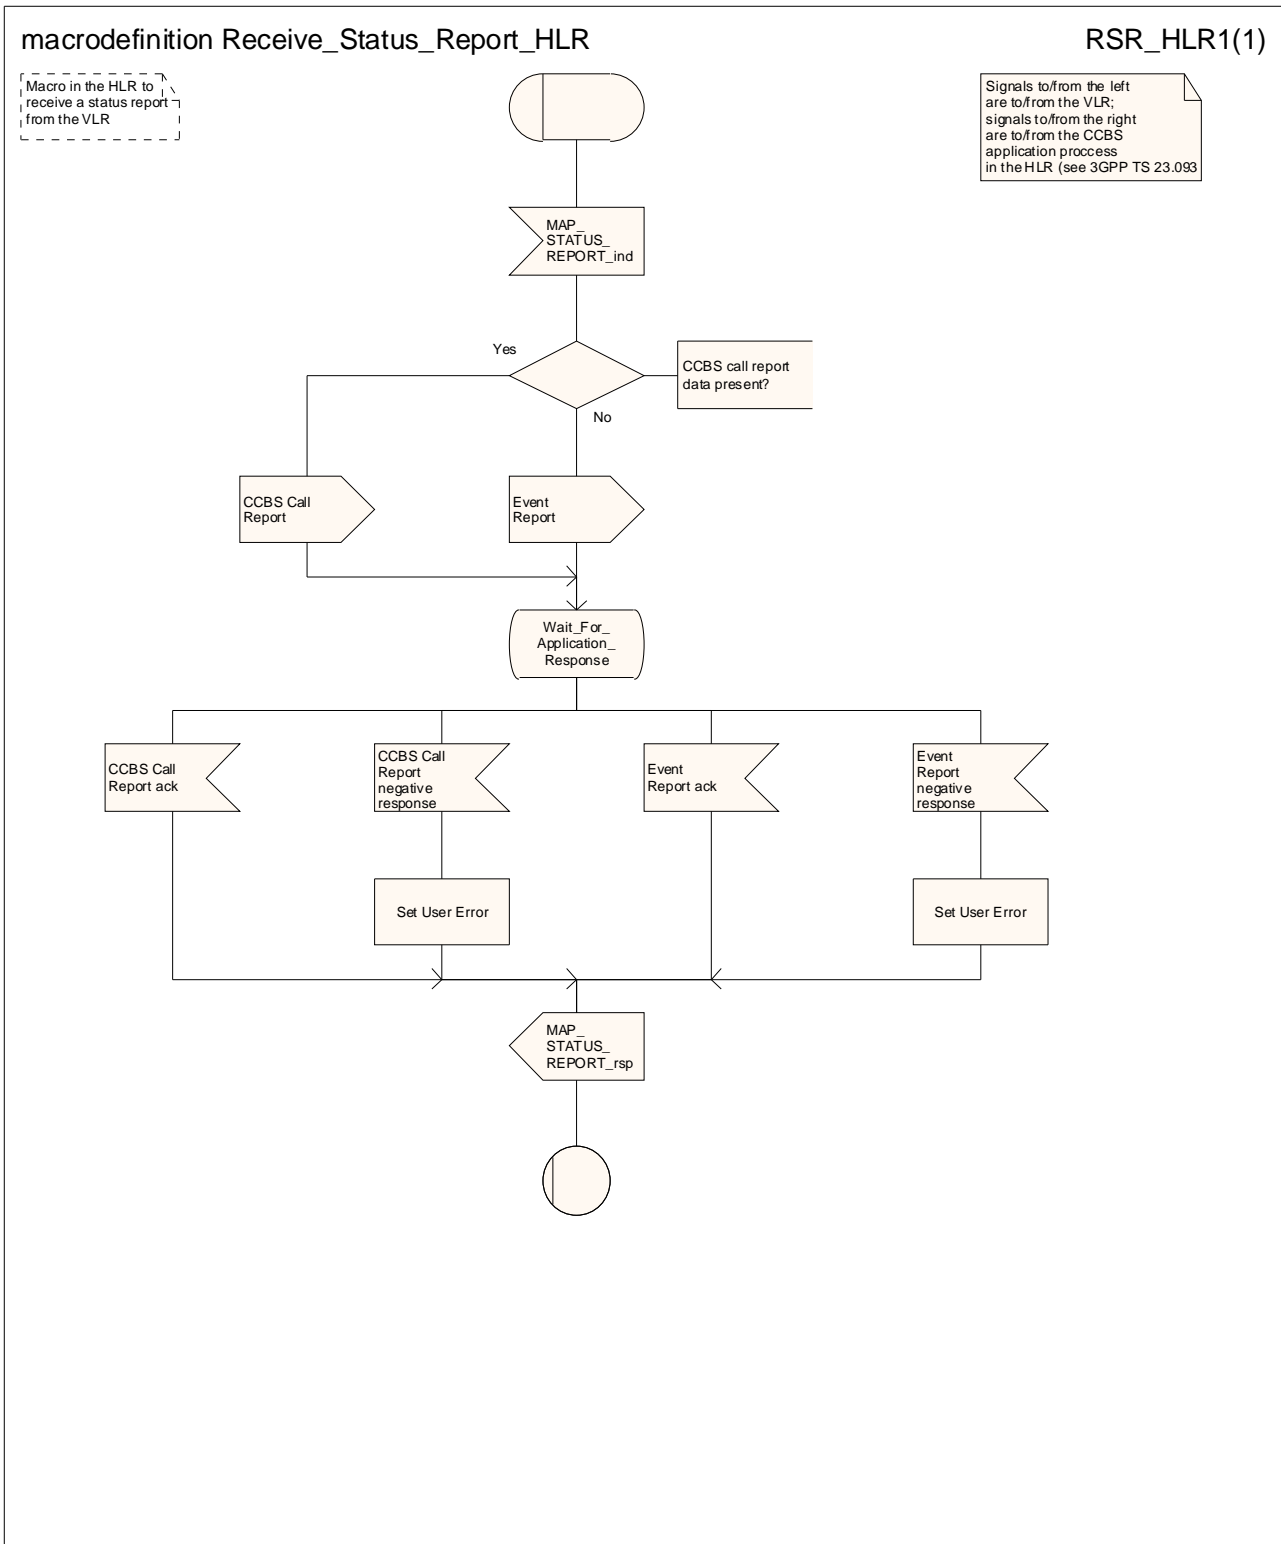 macrodefinition Receive_Status_Report_HLR
RSR_HLR1(1)
Macro in the HLR to
receive a status report
from the VLR
Signals to/from the left
are to/from the VLR;
signals to/from the right
are to/from the CCBS
application proccess
in the HLR (see 3GPP TS 23.093
MAP_
STATUS_
REPORT_ind
Yes
CCBS call report
data present?
No
CCBS Call
Report
Event
Report
Wait_For_
Application_
Response
CCBS Call
Report ack
CCBS Call
Report
negative
response
Event
Report ack
Event
Report
negative
response
Set User Error
Set User Error
MAP_
STATUS_
REPORT_rsp